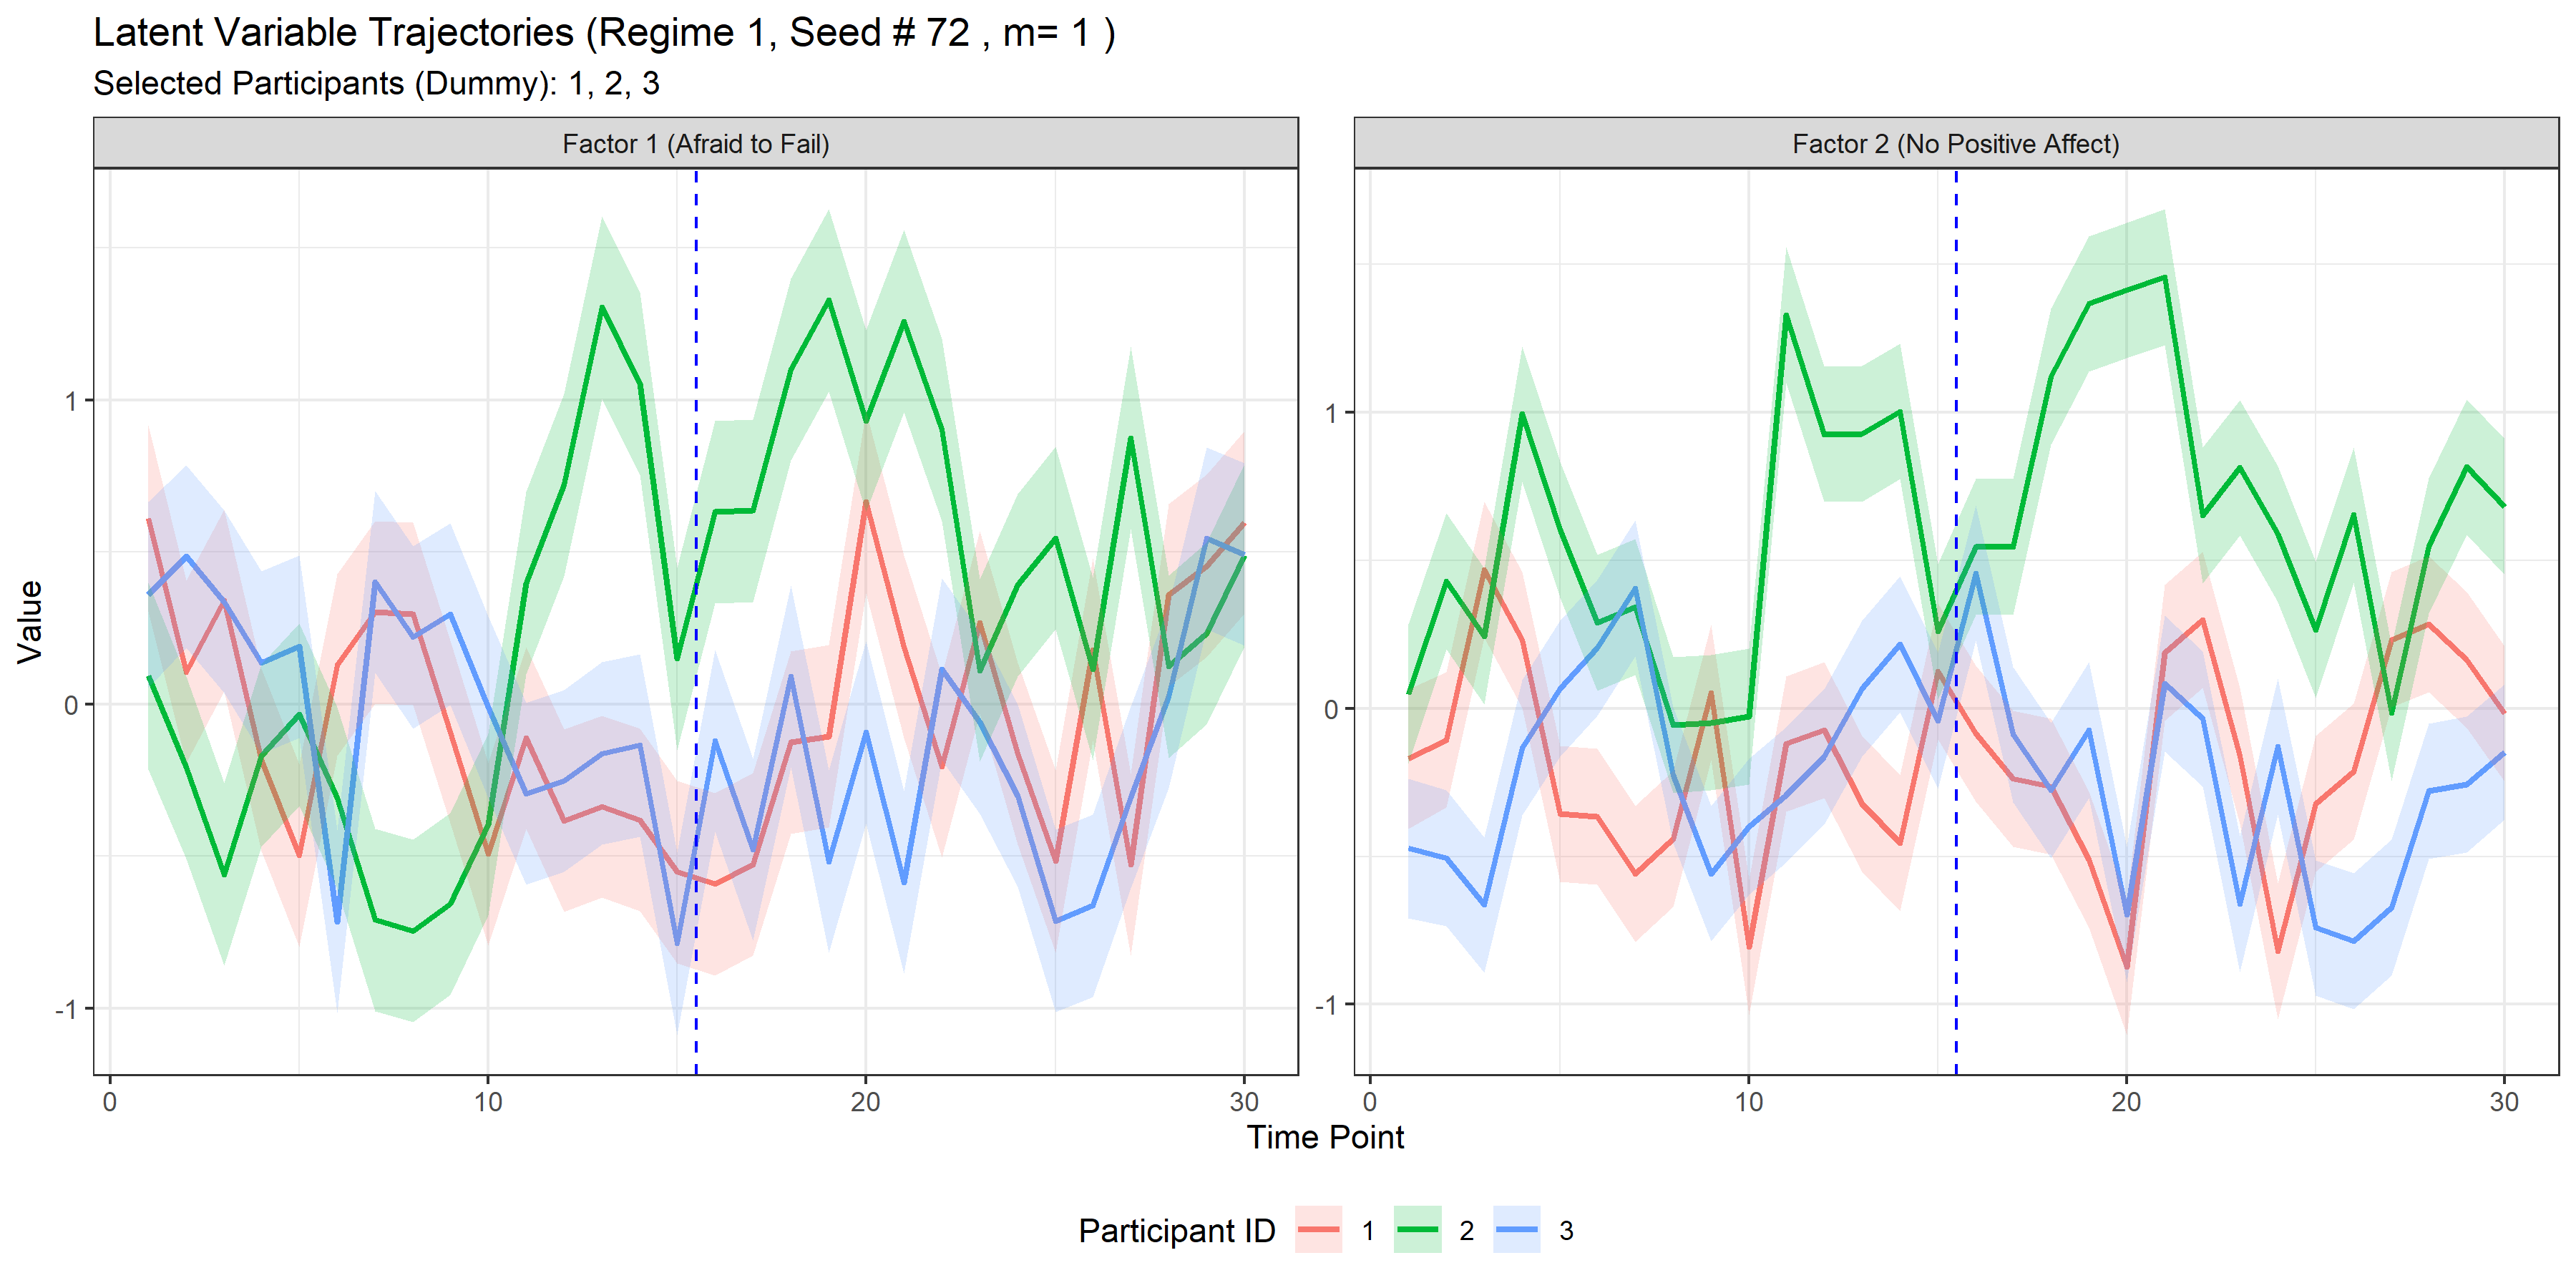 Latent Variable Trajectories (Regime 1, Seed # 72 , m= 1 )
Selected Participants (Dummy): 1, 2, 3
Factor 1 (Afraid to Fail)
Factor 2 (No Positive Affect)
Value
1
0
-1
1
0
-1
0 10 20 30
0 10 20 30
Time Point
Participant ID 1 2 3